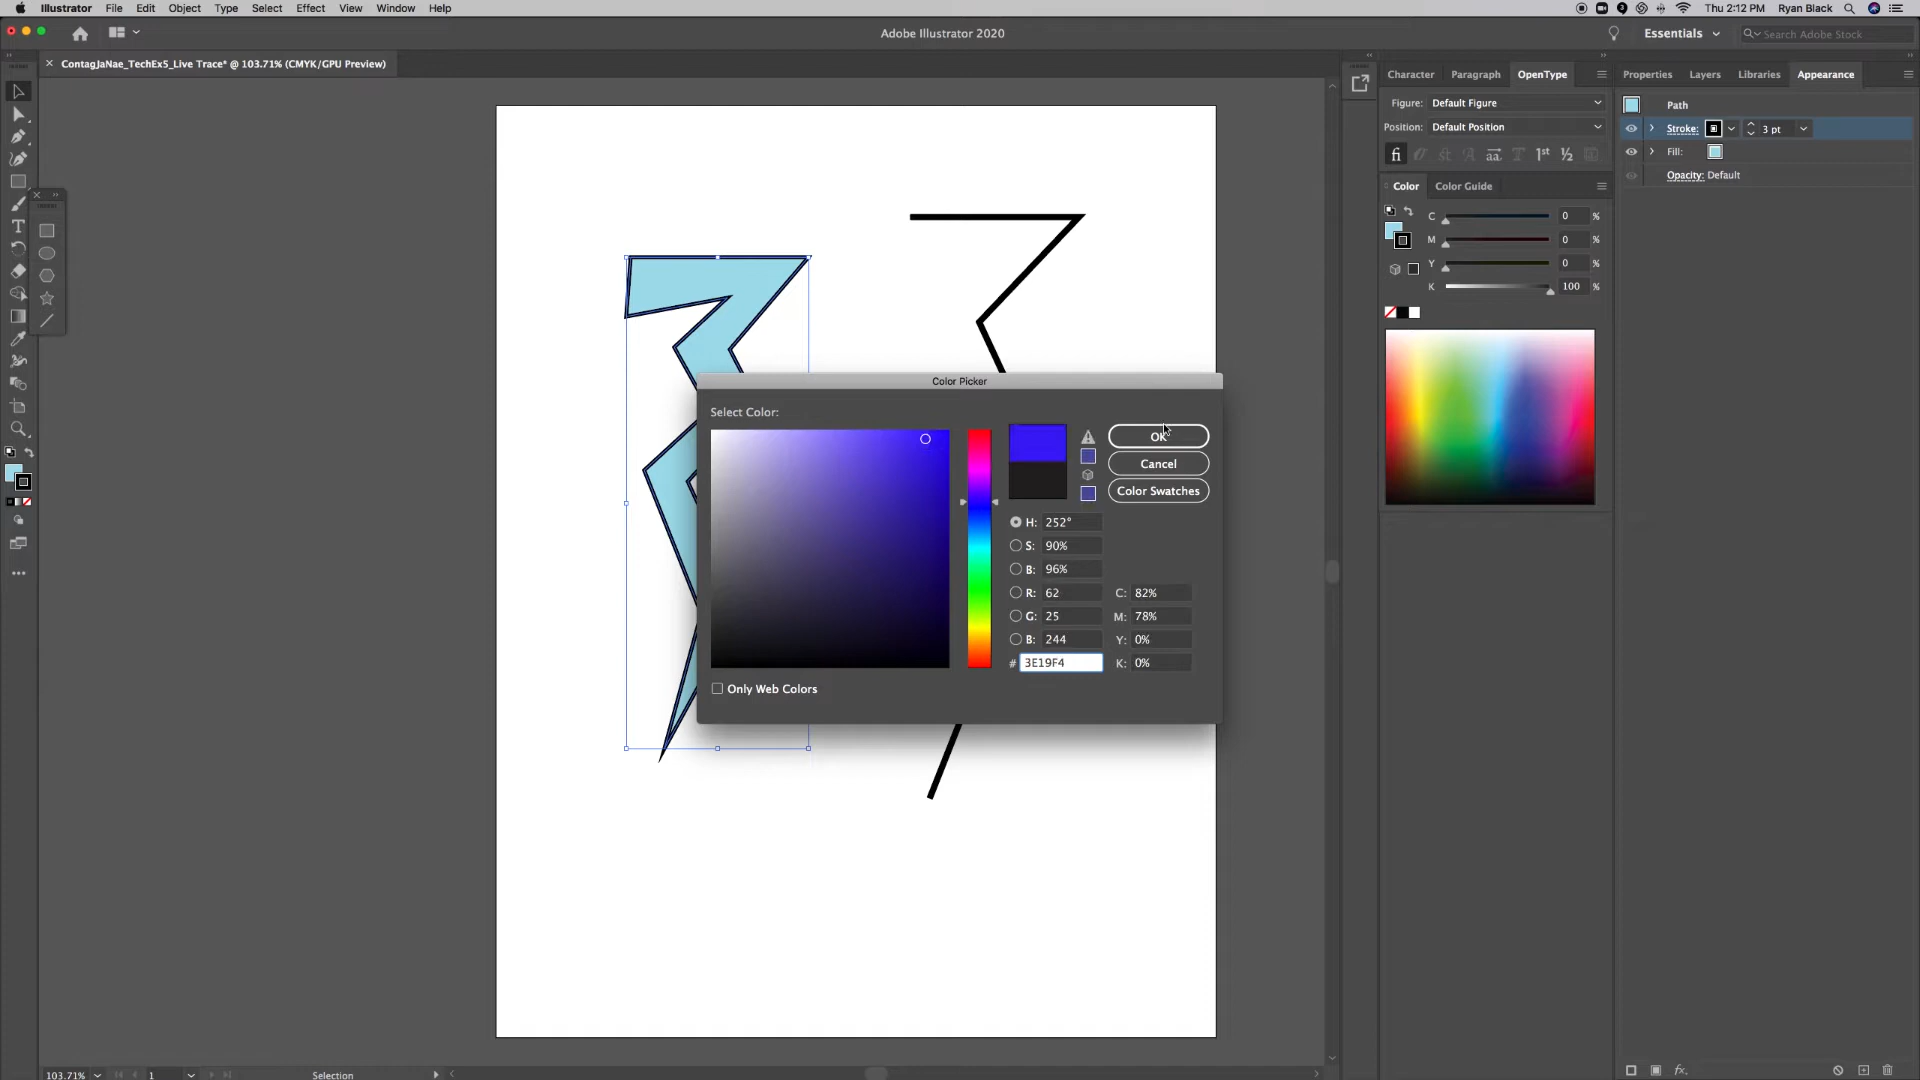 Illustrator File Edit Object Type Select Effect View Window Help
Thu 2:12 PM Ryan Black
Adobe Illustrator 2020
Essentials
Search Adobe Stock
ContagJaNae_TechEx5_Live Trace* @ 103.71% (CMYK/GPU Preview)
Character Paragraph OpenType
Properties Layers Libraries Appearance
Figure: Default Figure
Position: Default Position
Path
Stroke: 3 pt
Fill:
Opacity: Default
Color Color Guide
C 0 %
M 0 %
Y 0 %
K 100 %
Color Picker
Select Color:
OK
Cancel
Color Swatches
H: 252°
S: 90%
B: 96%
R: 62 C: 82%
G: 25 M: 78%
B: 244 Y: 0%
# 3E19F4 K: 0%
Only Web Colors
103.71% 1 Selection